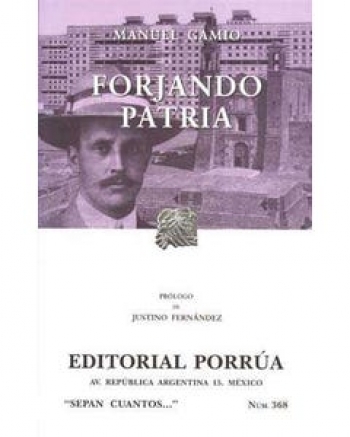 MANUEL GAMIO
FORJANDO
PATRIA
PRÓLOGO
DE
JUSTINO FERNÁNDEZ
EDITORIAL PORRÚA
AV. REPÚBLICA ARGENTINA 15. MÉXICO
"SEPAN CUANTOS..." NÚM. 368